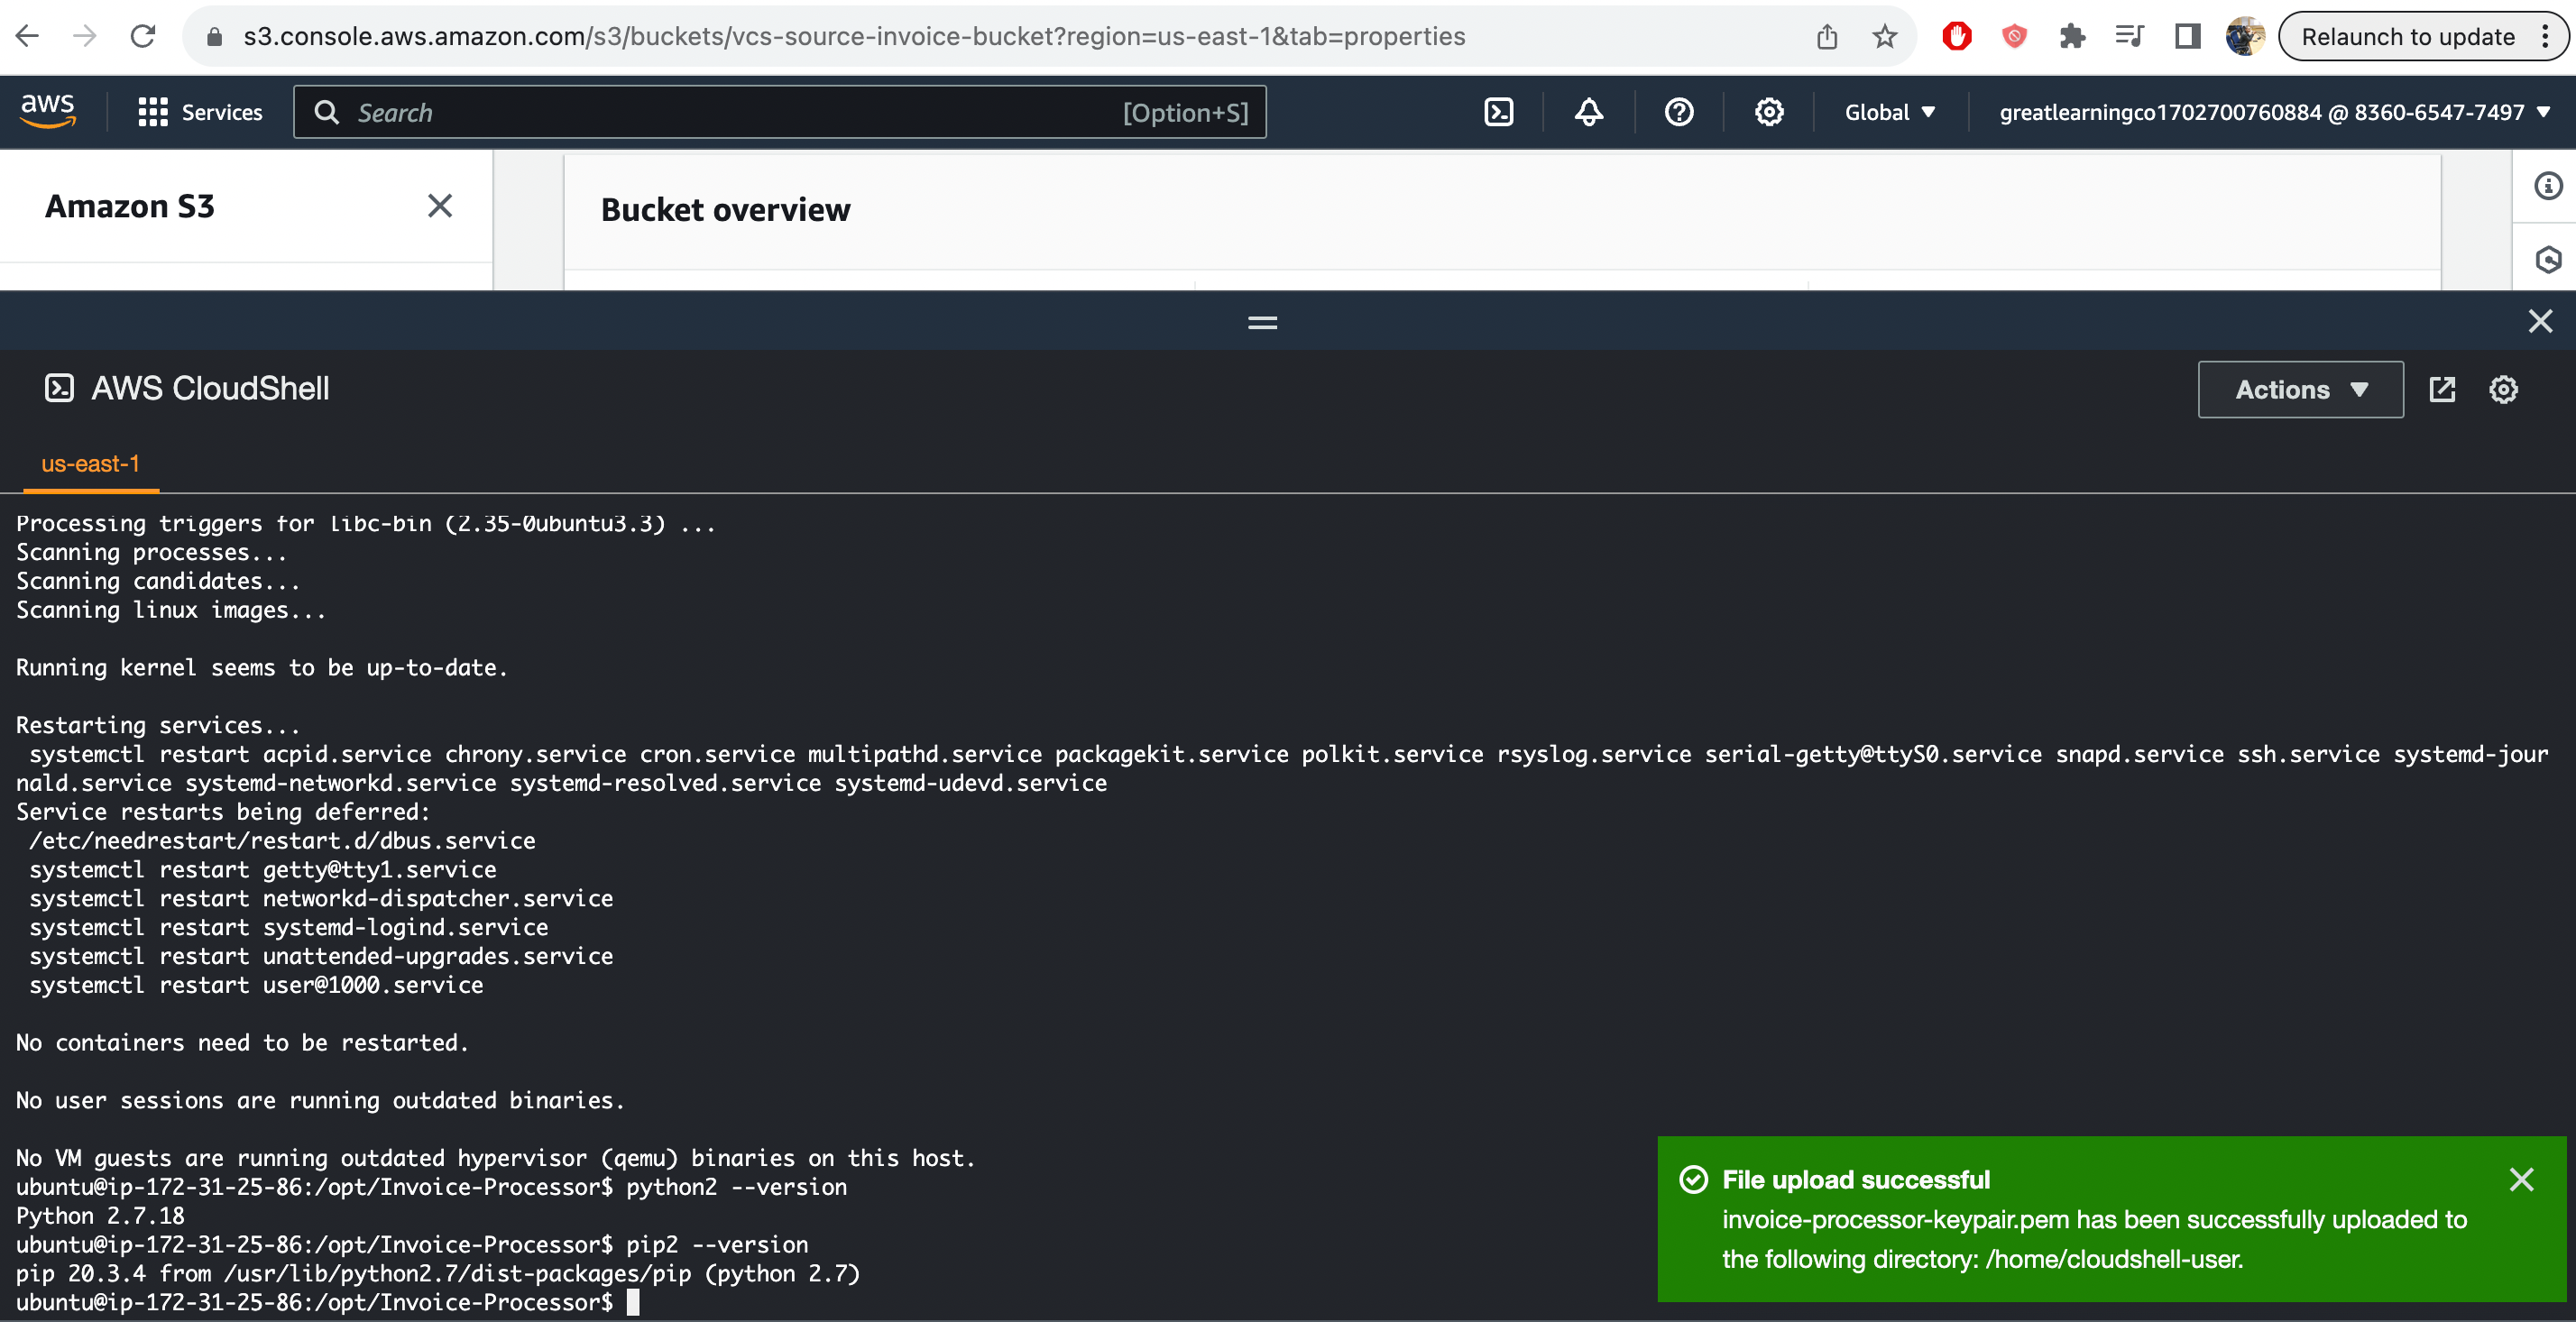 s3.console.aws.amazon.com/s3/buckets/vcs-source-invoice-bucket?region=us-east-1&tab=properties
Relaunch to update
aws
Services
Search
[Option+S]
Global
greatlearningco1702700760884 @ 8360-6547-7497
Amazon S3
Bucket overview
AWS CloudShell
Actions
us-east-1
Processing triggers for libc-bin (2.35-0ubuntu3.3) ...
Scanning processes...
Scanning candidates...
Scanning linux images...
Running kernel seems to be up-to-date.
Restarting services...
systemctl restart acpid.service chrony.service cron.service multipathd.service packagekit.service polkit.service rsyslog.service serial-getty@ttyS0.service snapd.service ssh.service systemd-jour
nald.service systemd-networkd.service systemd-resolved.service systemd-udevd.service
Service restarts being deferred:
/etc/needrestart/restart.d/dbus.service
systemctl restart getty@tty1.service
systemctl restart networkd-dispatcher.service
systemctl restart systemd-logind.service
systemctl restart unattended-upgrades.service
systemctl restart user@1000.service
No containers need to be restarted.
No user sessions are running outdated binaries.
No VM guests are running outdated hypervisor (qemu) binaries on this host.
ubuntu@ip-172-31-25-86:/opt/Invoice-Processor$ python2 --version
Python 2.7.18
ubuntu@ip-172-31-25-86:/opt/Invoice-Processor$ pip2 --version
pip 20.3.4 from /usr/lib/python2.7/dist-packages/pip (python 2.7)
ubuntu@ip-172-31-25-86:/opt/Invoice-Processor$
File upload successful
invoice-processor-keypair.pem has been successfully uploaded to
the following directory: /home/cloudshell-user.